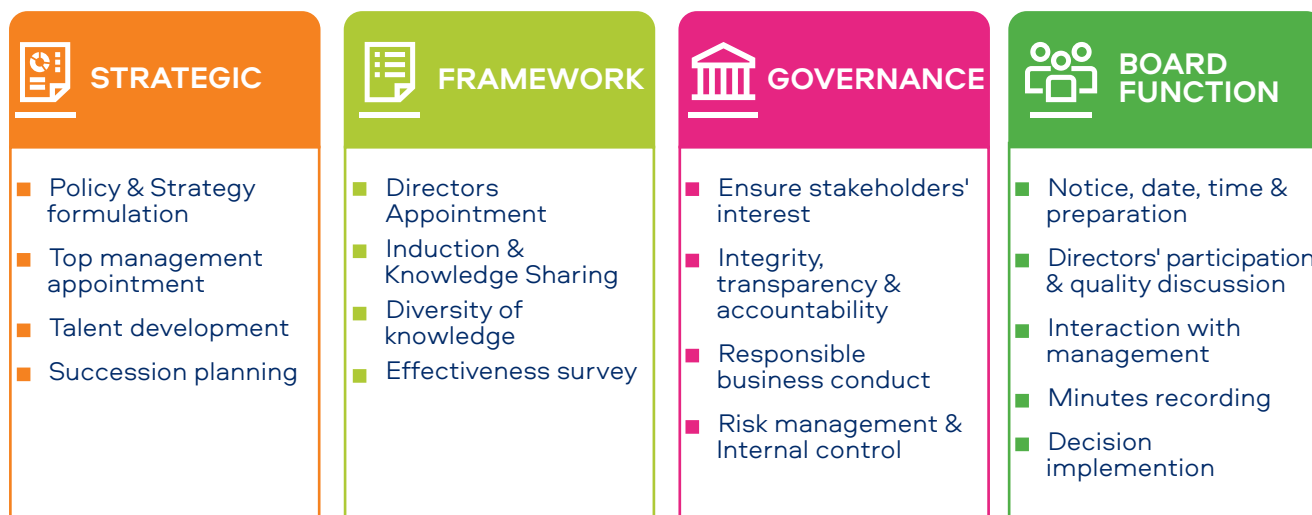 STRATEGIC
Policy & Strategy
formulation
Top management
appointment
Talent development
Succession planning
FRAMEWORK
Directors
Appointment
Induction &
Knowledge Sharing
Diversity of
knowledge
Effectiveness survey
GOVERNANCE
Ensure stakeholders'
interest
Integrity,
transparency &
accountability
Responsible
business conduct
Risk management &
Internal control
BOARD
FUNCTION
Notice, date, time &
preparation
Directors' participation
& quality discussion
Interaction with
management
Minutes recording
Decision
implemention